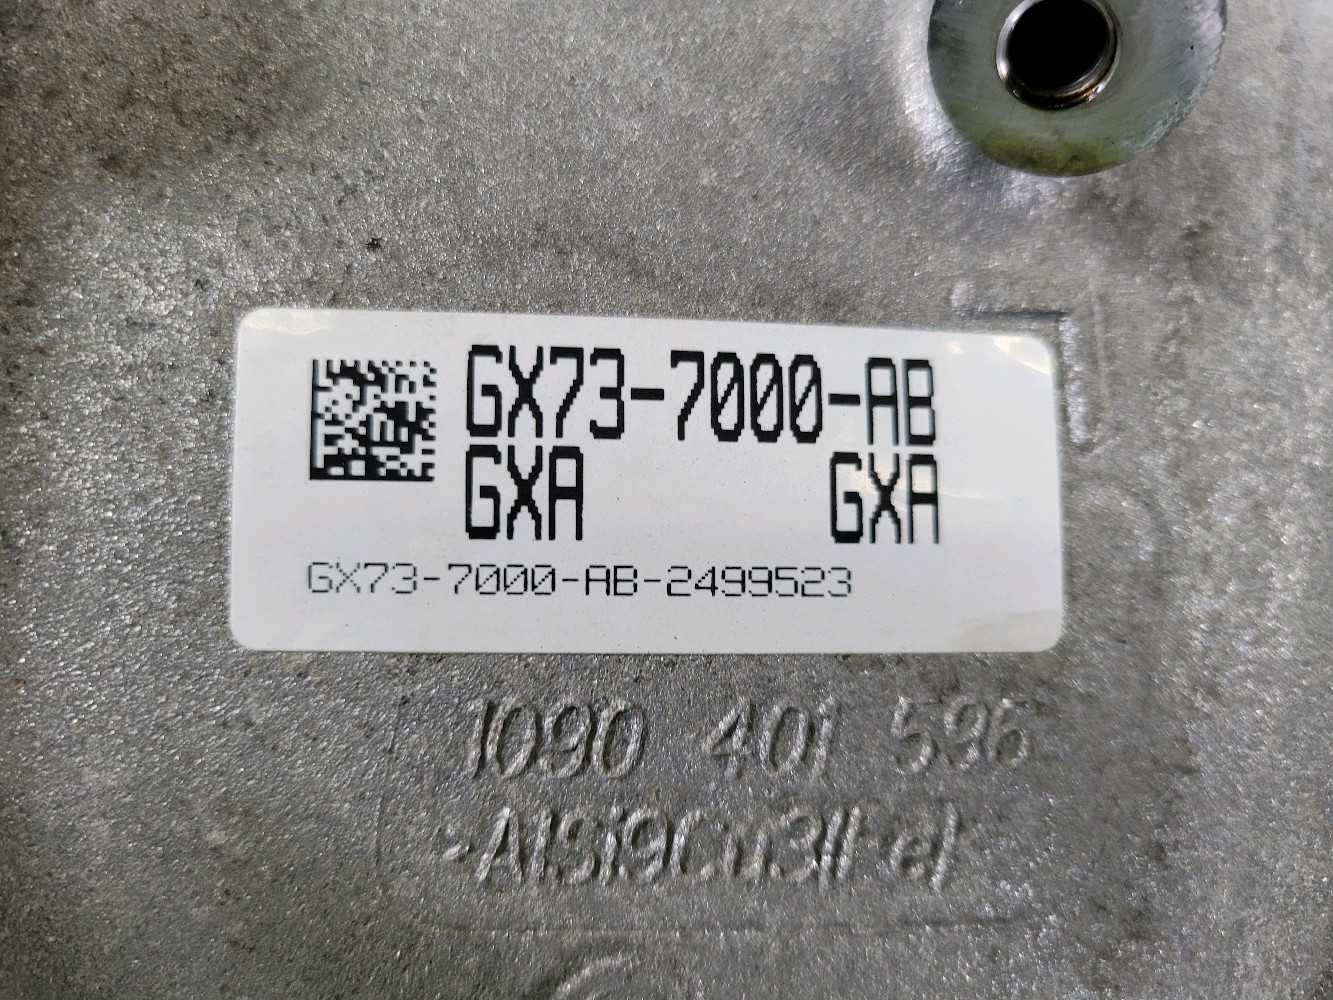 GX73-7000-AB
GXA GXA
GX73-7000-AB-2499523
1090 401 596
-AlSi9Cu3(Fe)